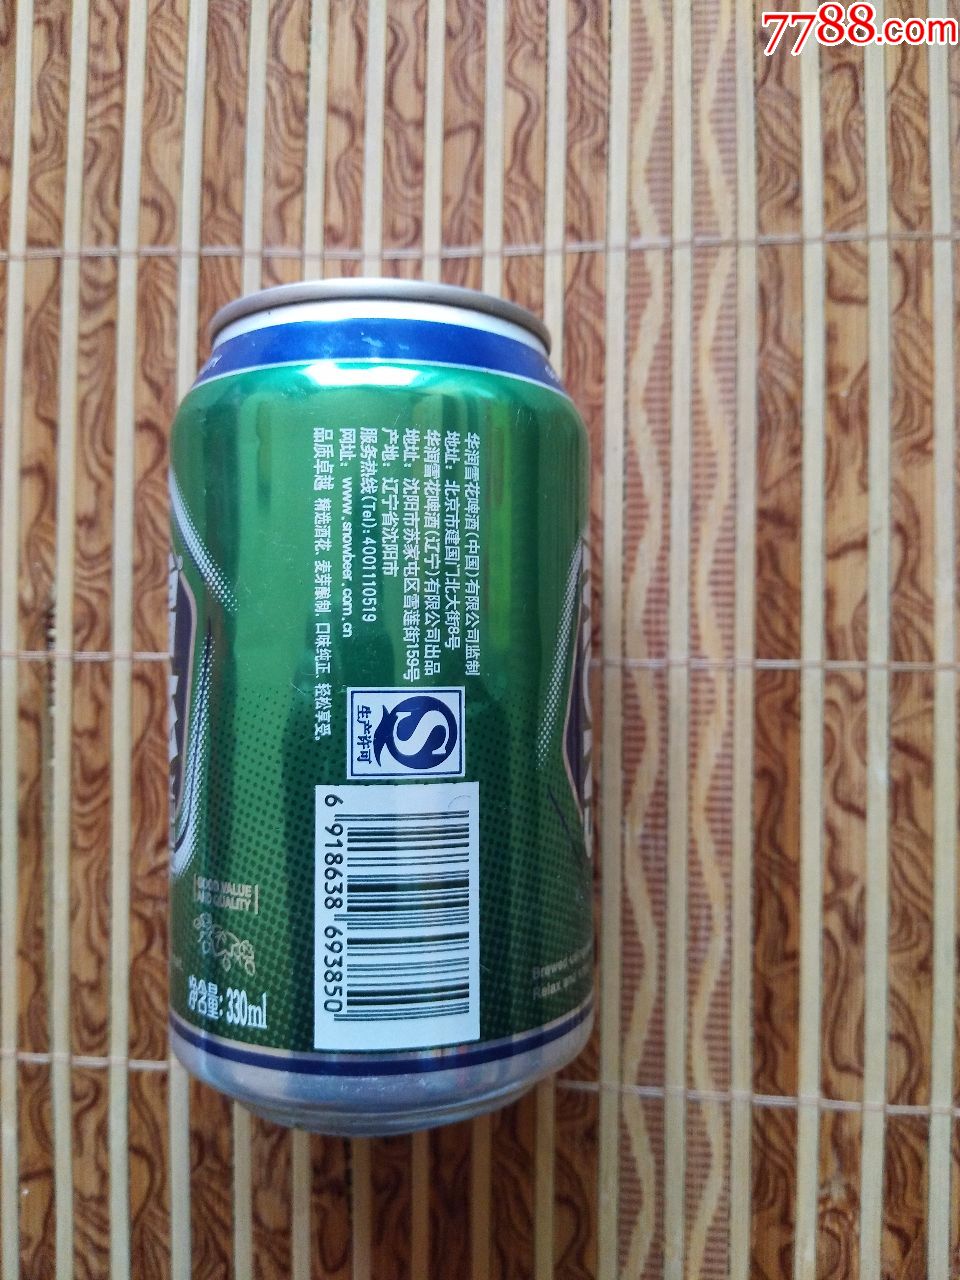 7788.com
华润雪花啤酒(中国)有限公司监制
地址：北京市建国门北大街8号
华润雪花啤酒(辽宁)有限公司出品
地址：沈阳市苏家屯区雪莲街159号
产地：辽宁省沈阳市
服务热线(Tel)：4001110519
网址：www.snowbeer.com.cn
品质卓越 精选酒花、麦芽酿制，口味纯正、轻松享受。
生产许可
6 918638 693850
GOOD VALUE
AND QUALITY
净含量：330ml
Brewed
Relax and